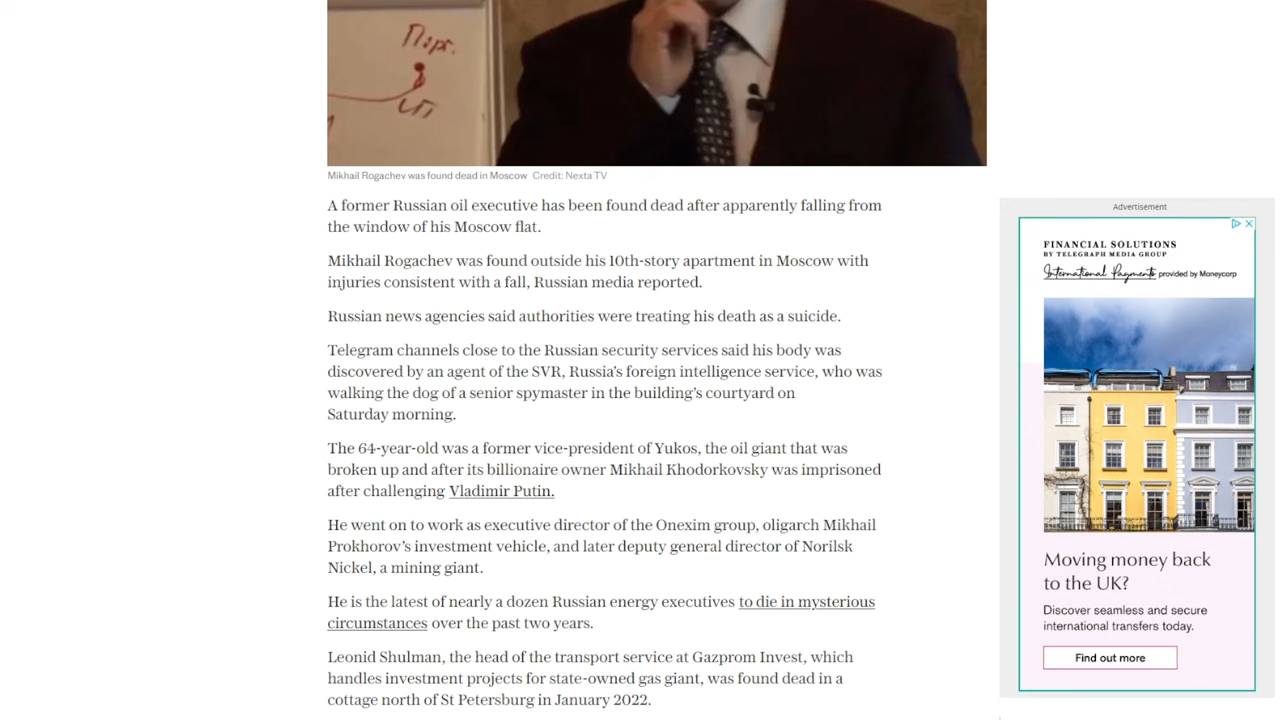 Порг.
СП
Mikhail Rogachev was found dead in Moscow Credit: Nexta TV
A former Russian oil executive has been found dead after apparently falling from
the window of his Moscow flat.
Mikhail Rogachev was found outside his 10th-story apartment in Moscow with
injuries consistent with a fall, Russian media reported.
Russian news agencies said authorities were treating his death as a suicide.
Telegram channels close to the Russian security services said his body was
discovered by an agent of the SVR, Russia's foreign intelligence service, who was
walking the dog of a senior spymaster in the building's courtyard on
Saturday morning.
The 64-year-old was a former vice-president of Yukos, the oil giant that was
broken up and after its billionaire owner Mikhail Khodorkovsky was imprisoned
after challenging Vladimir Putin.
He went on to work as executive director of the Onexim group, oligarch Mikhail
Prokhorov's investment vehicle, and later deputy general director of Norilsk
Nickel, a mining giant.
He is the latest of nearly a dozen Russian energy executives to die in mysterious
circumstances over the past two years.
Leonid Shulman, the head of the transport service at Gazprom Invest, which
handles investment projects for state-owned gas giant, was found dead in a
cottage north of St Petersburg in January 2022.
Advertisement
FINANCIAL SOLUTIONS
BY TELEGRAPH MEDIA GROUP
International Payments provided by Moneycorp
Moving money back
to the UK?
Discover seamless and secure
international transfers today.
Find out more